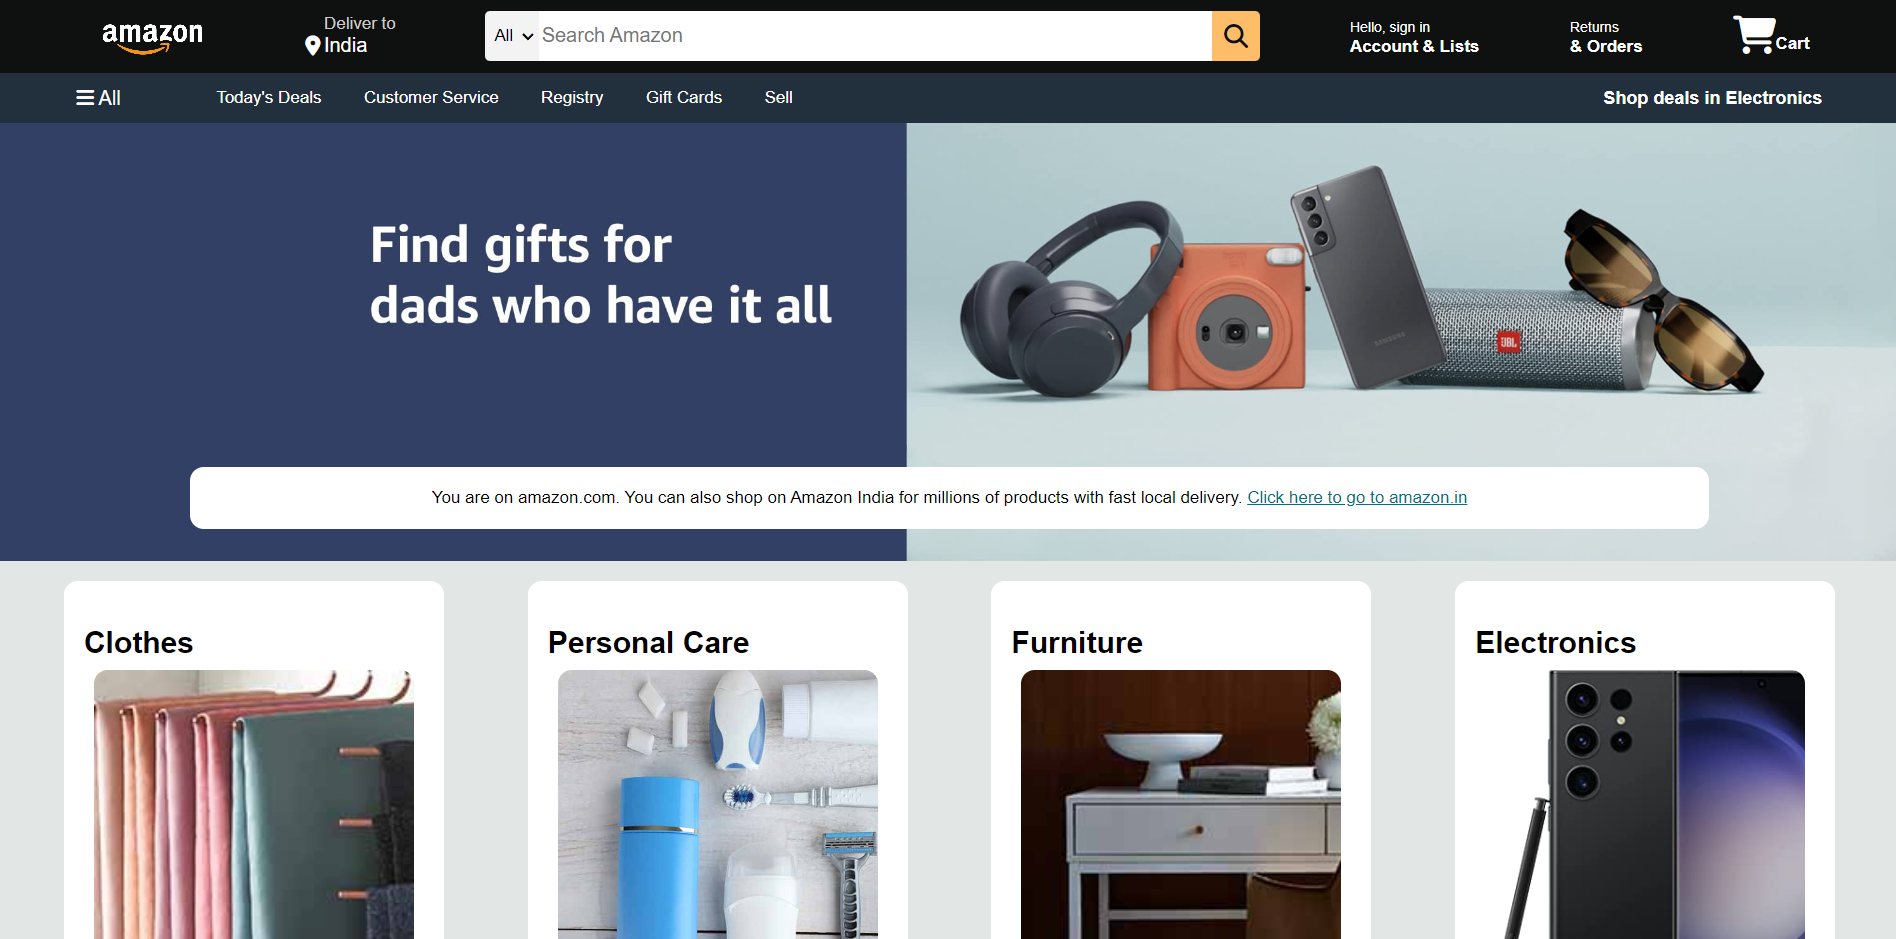 amazon
Deliver to
India
All
Search Amazon
Hello, sign in
Account & Lists
Returns
& Orders
Cart
All
Today's Deals
Customer Service
Registry
Gift Cards
Sell
Shop deals in Electronics
Find gifts for
dads who have it all
SAMSUNG
JBL
You are on amazon.com. You can also shop on Amazon India for millions of products with fast local delivery. Click here to go to amazon.in
Clothes
Personal Care
Furniture
Electronics